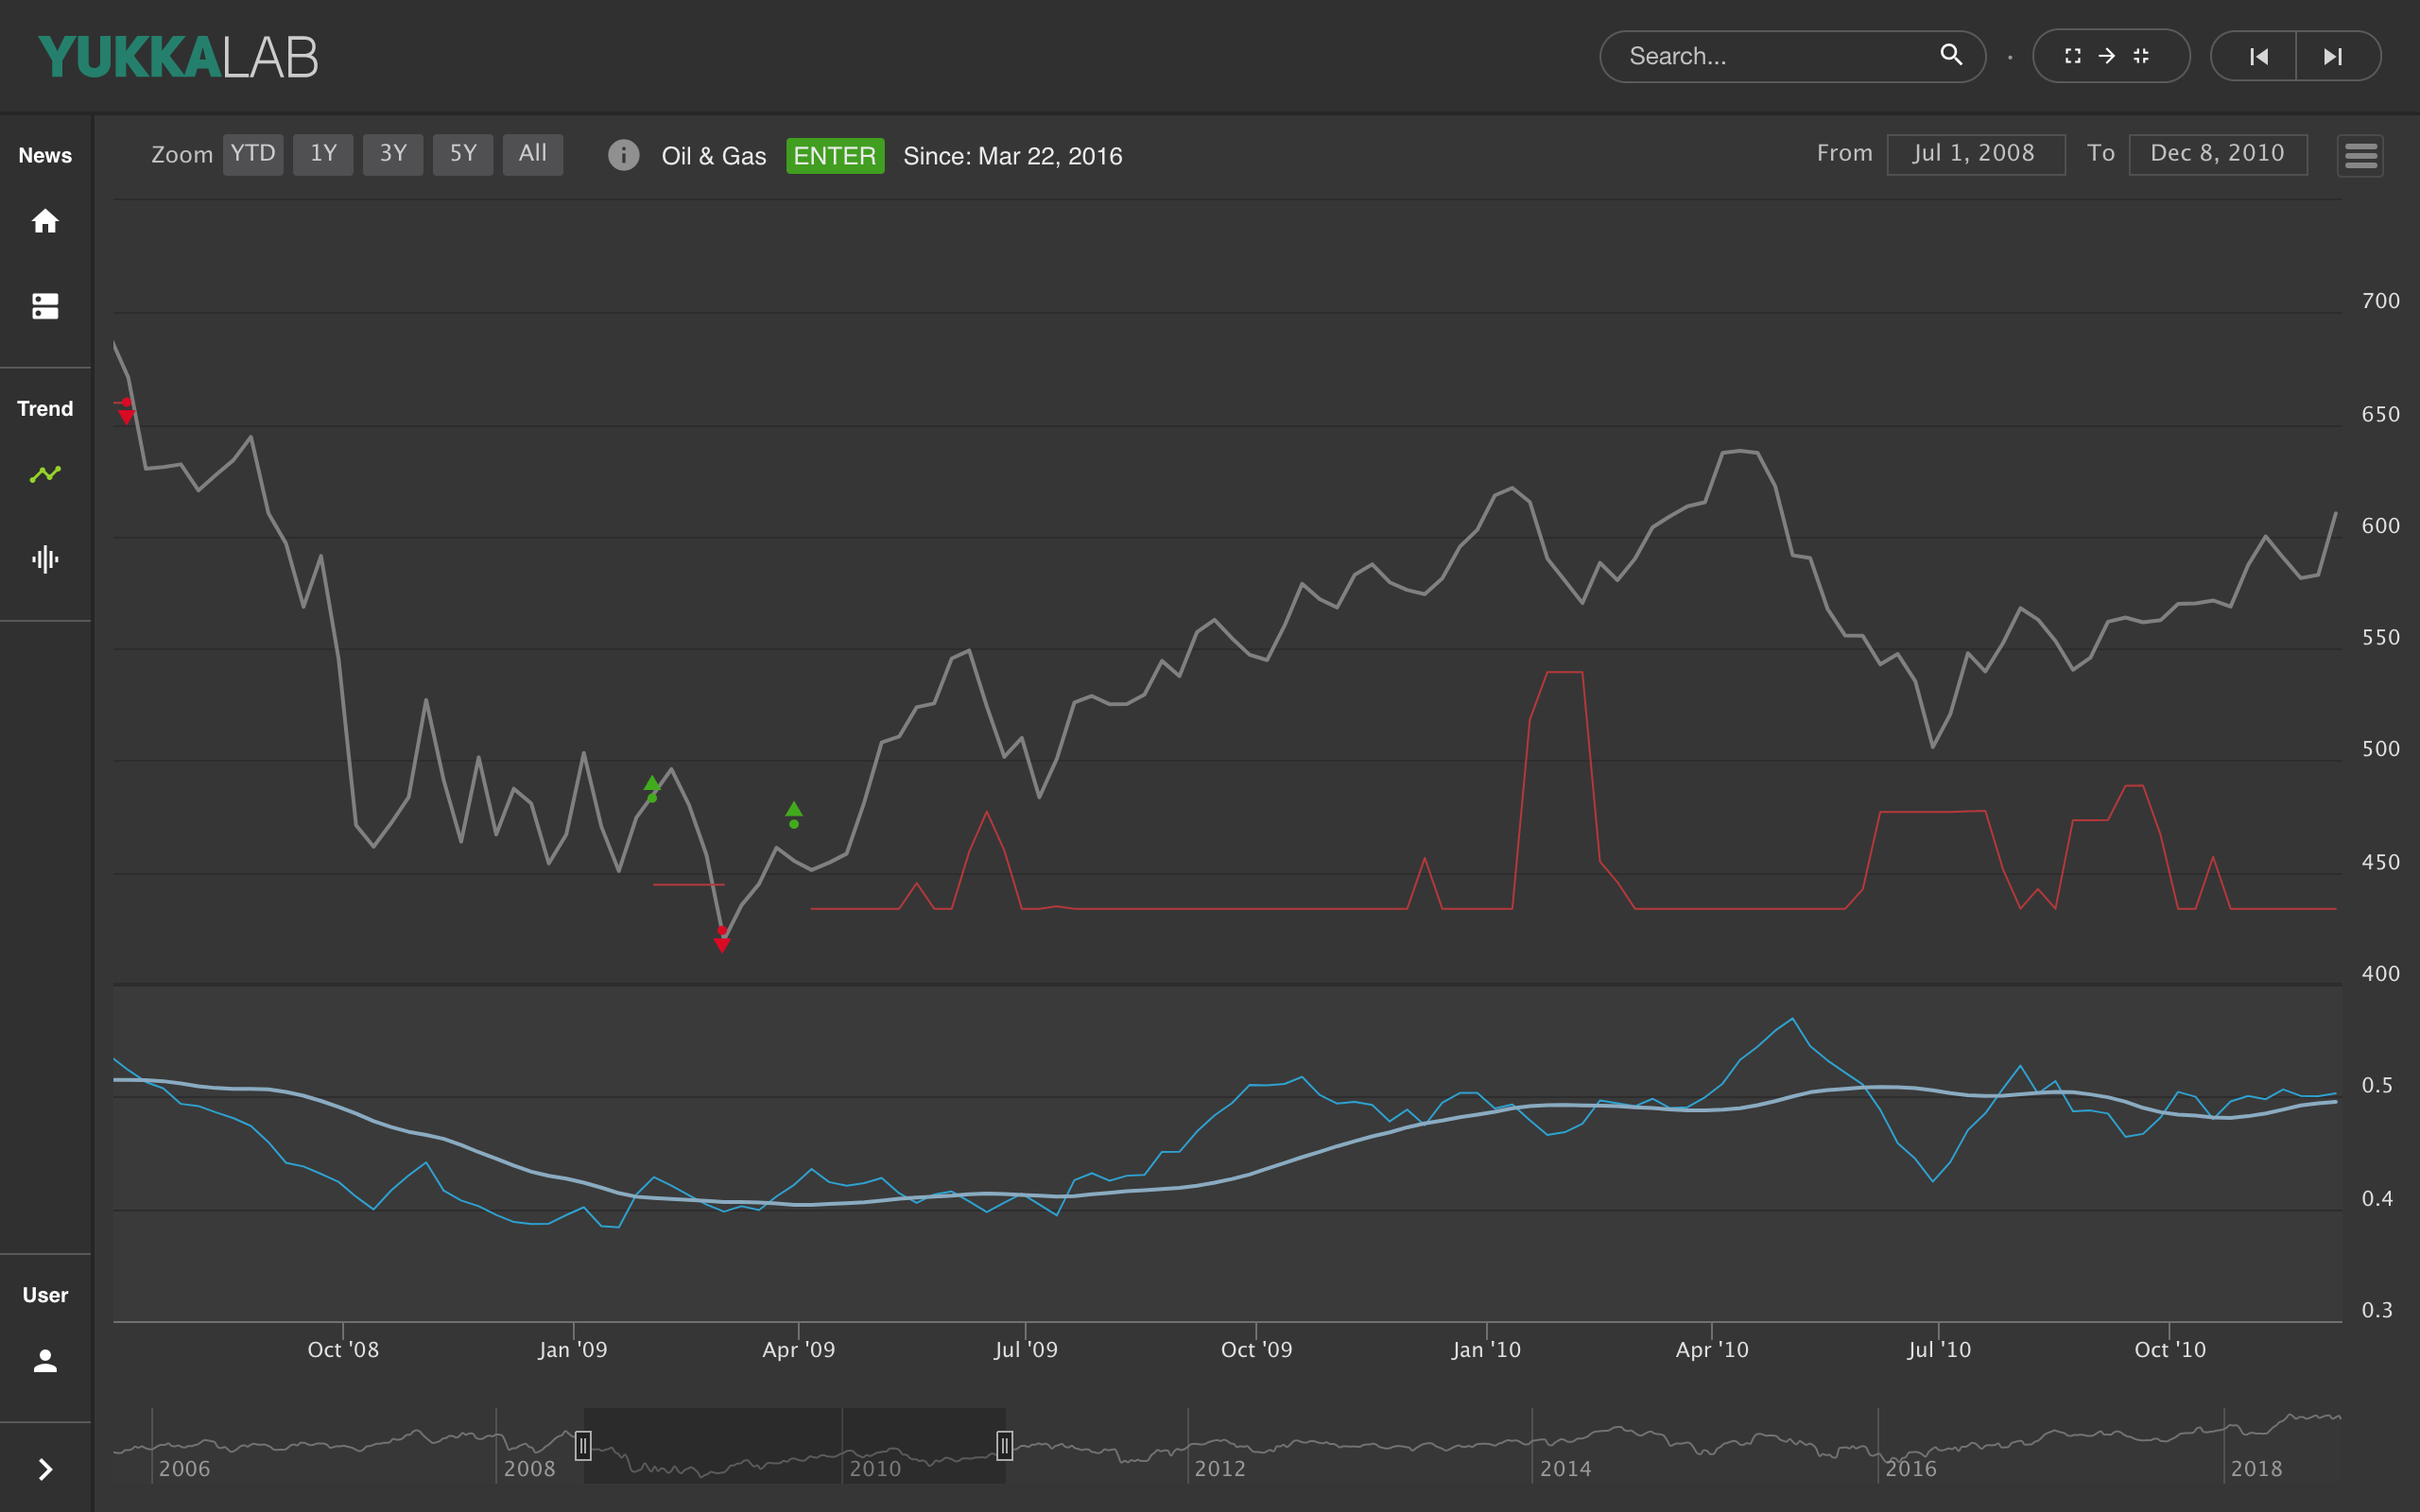 YUKKALAB
Search...
News
Zoom YTD 1Y 3Y 5Y All Oil & Gas ENTER Since: Mar 22, 2016 From Jul 1, 2008 To Dec 8, 2010
Trend
User
700
650
600
550
500
450
400
0.5
0.4
0.3
Oct '08 Jan '09 Apr '09 Jul '09 Oct '09 Jan '10 Apr '10 Jul '10 Oct '10
2006 2008 2010 2012 2014 2016 2018